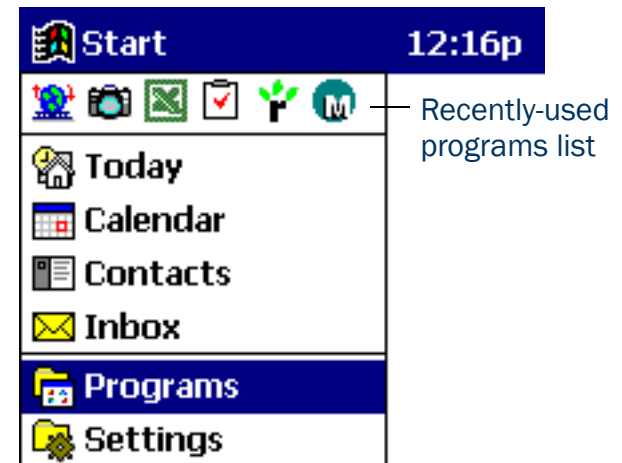 Start 12:16p
Recently-used
programs list
Today
Calendar
Contacts
Inbox
Programs
Settings